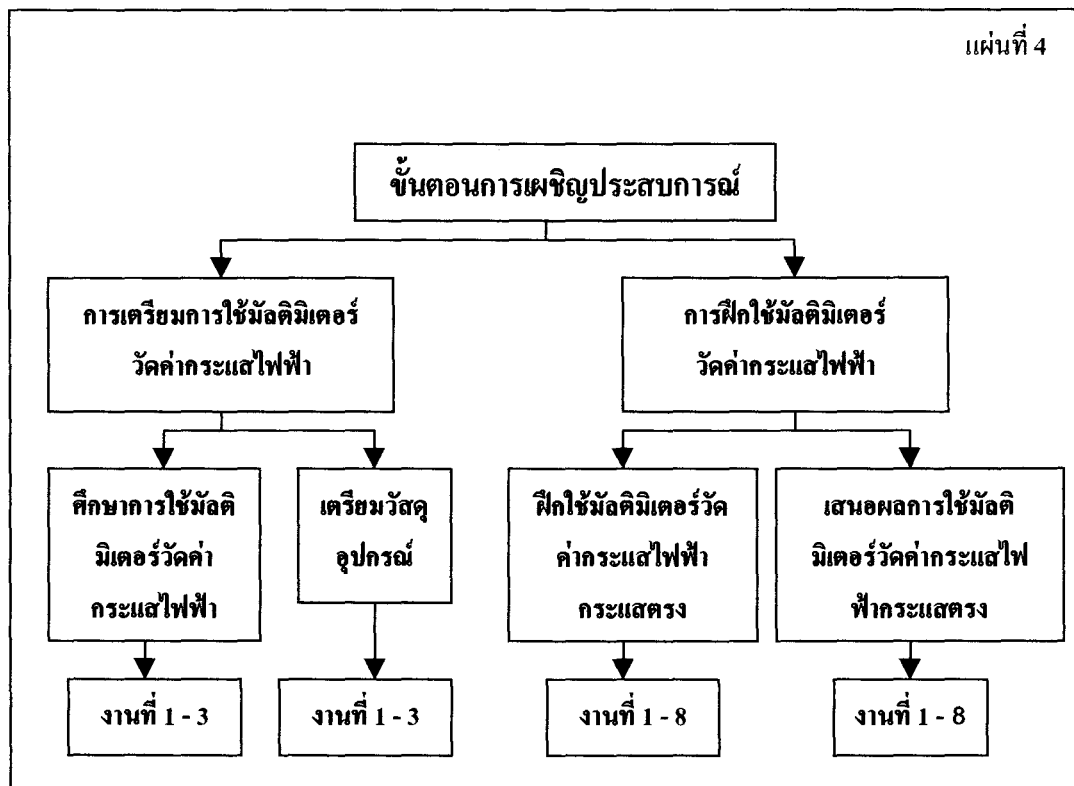 แผ่นที่ 4
ขั้นตอนการเผชิญประสบการณ์
การเตรียมการใช้มัลติมิเตอร์
วัดค่ากระแสไฟฟ้า
การฝึกใช้มัลติมิเตอร์
วัดค่ากระแสไฟฟ้า
ศึกษาการใช้มัลติ
มิเตอร์วัดค่า
กระแสไฟฟ้า
เตรียมวัสดุ
อุปกรณ์
ฝึกใช้มัลติมิเตอร์วัด
ค่ากระแสไฟฟ้า
กระแสตรง
เสนอผลการใช้มัลติ
มิเตอร์วัดค่ากระแสไฟ
ฟ้ากระแสตรง
งานที่ 1 - 3
งานที่ 1 - 3
งานที่ 1 - 8
งานที่ 1 - 8